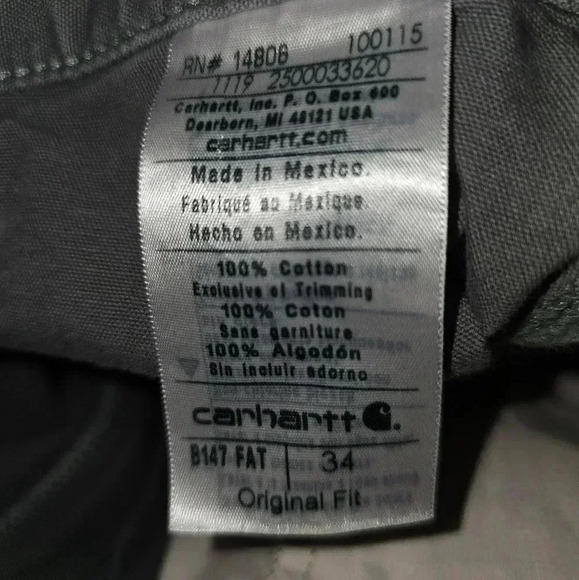 RN# 14806 100115
1119 2500033620
Carhartt, Inc. P. O. Box 600
Dearborn, MI 48121 USA
carhartt.com
Made in Mexico.
Fabriqué au Mexique.
Hecho en Mexico.
100% Cotton
Exclusive of Trimming
100% Coton
Sans garniture
100% Algodón
Sin incluir adorno
carhartt
B147 FAT 34
Original Fit